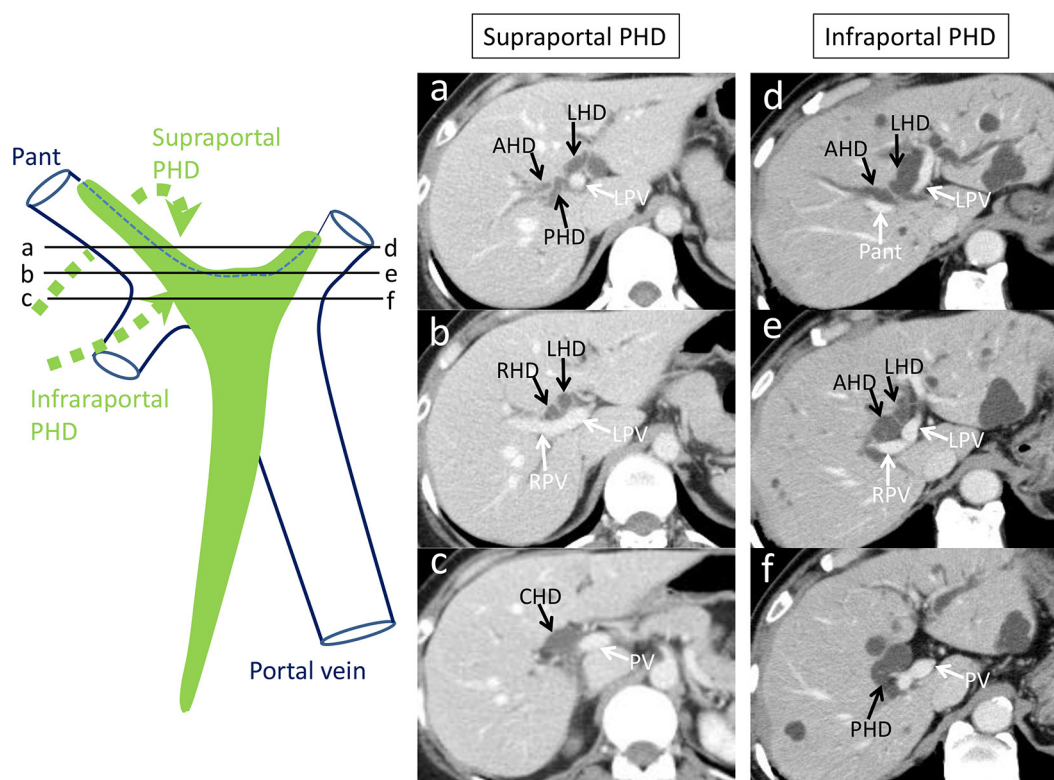 Supraportal PHD
Infraportal PHD
Supraportal
PHD
Pant
a
d
b
e
c
f
Infraraportal
PHD
Portal vein
a
LHD
AHD
LPV
PHD
b
LHD
RHD
LPV
RPV
c
CHD
PV
d
LHD
AHD
LPV
Pant
e
LHD
AHD
LPV
RPV
f
PV
PHD